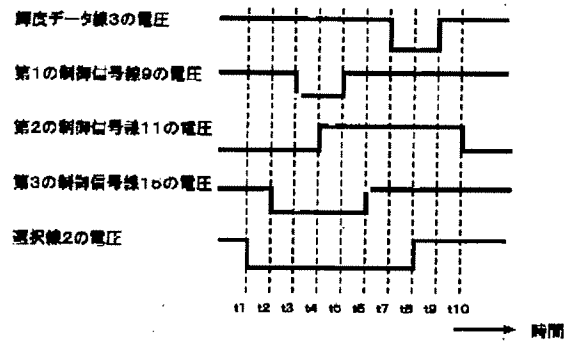 輝度データ線3の電圧
第1の制御信号線9の電圧
第2の制御信号線11の電圧
第3の制御信号線15の電圧
選択線2の電圧
t1 t2 t3 t4 t5 t6 t7 t8 t9 t10
時間